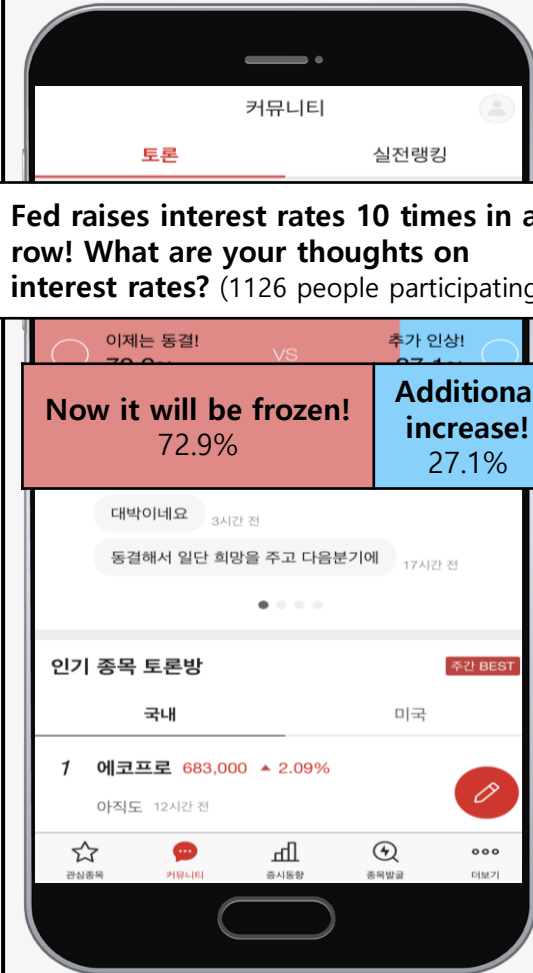 커뮤니티
토론 실전랭킹
Fed raises interest rates 10 times in a
row! What are your thoughts on
interest rates? (1126 people participating
이제는 동결! VS 추가 인상!
Now it will be frozen!
72.9%
Additiona
increase!
27.1%
대박이네요 3시간 전
동결해서 일단 희망을 주고 다음분기에 17시간 전
인기 종목 토론방 주간 BEST
국내 미국
1 에코프로 683,000 ▲ 2.09%
아직도 12시간 전
관심종목 커뮤니티 증시동향 종목발굴 더보기